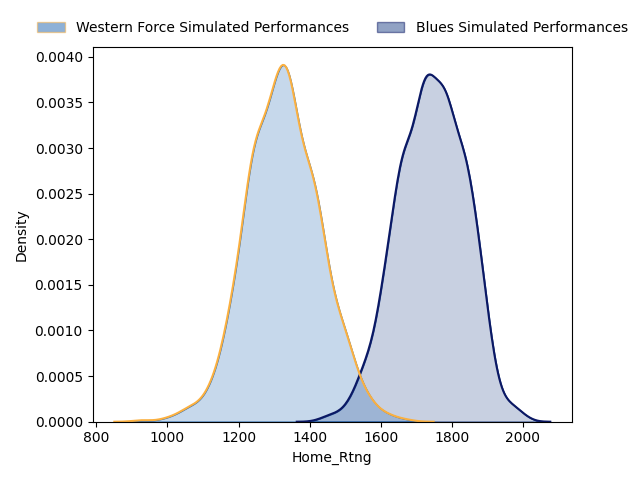 Western Force Simulated Performances Blues Simulated Performances
0.0040
0.0035
0.0030
0.0025
0.0020
0.0015
0.0010
0.0005
0.0000
Density
800 1000 1200 1400 1600 1800 2000
Home_Rtng